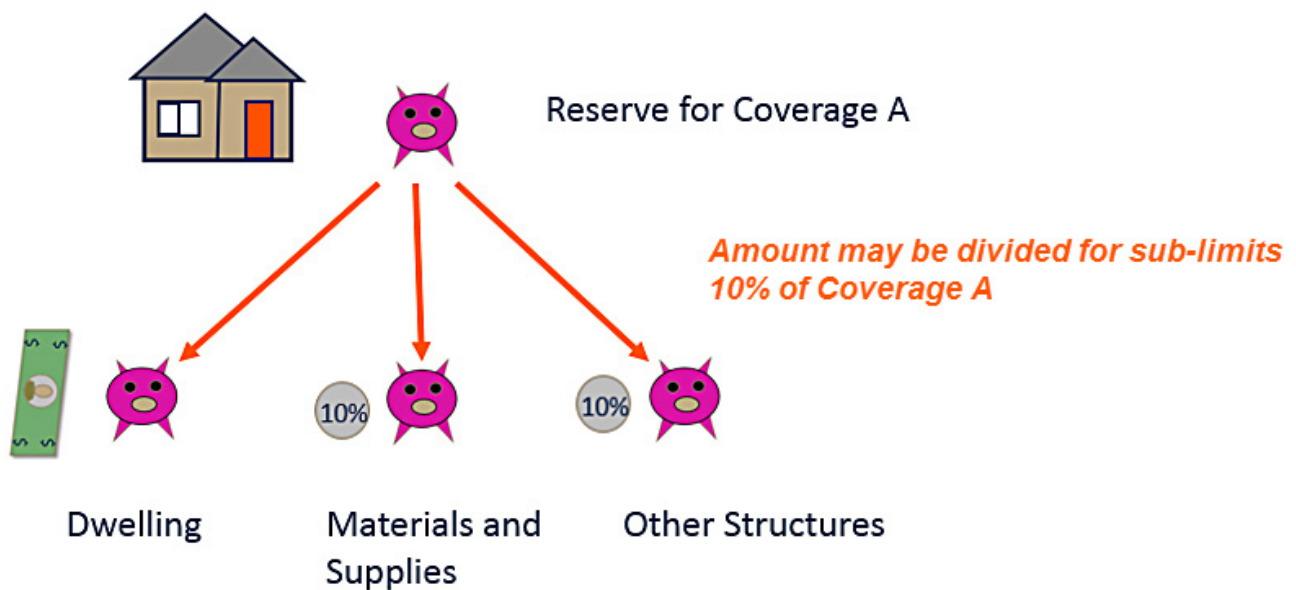 Reserve for Coverage A
Amount may be divided for sub-limits
10% of Coverage A
$ $
10%
10%
$ $
Dwelling
Materials and
Supplies
Other Structures